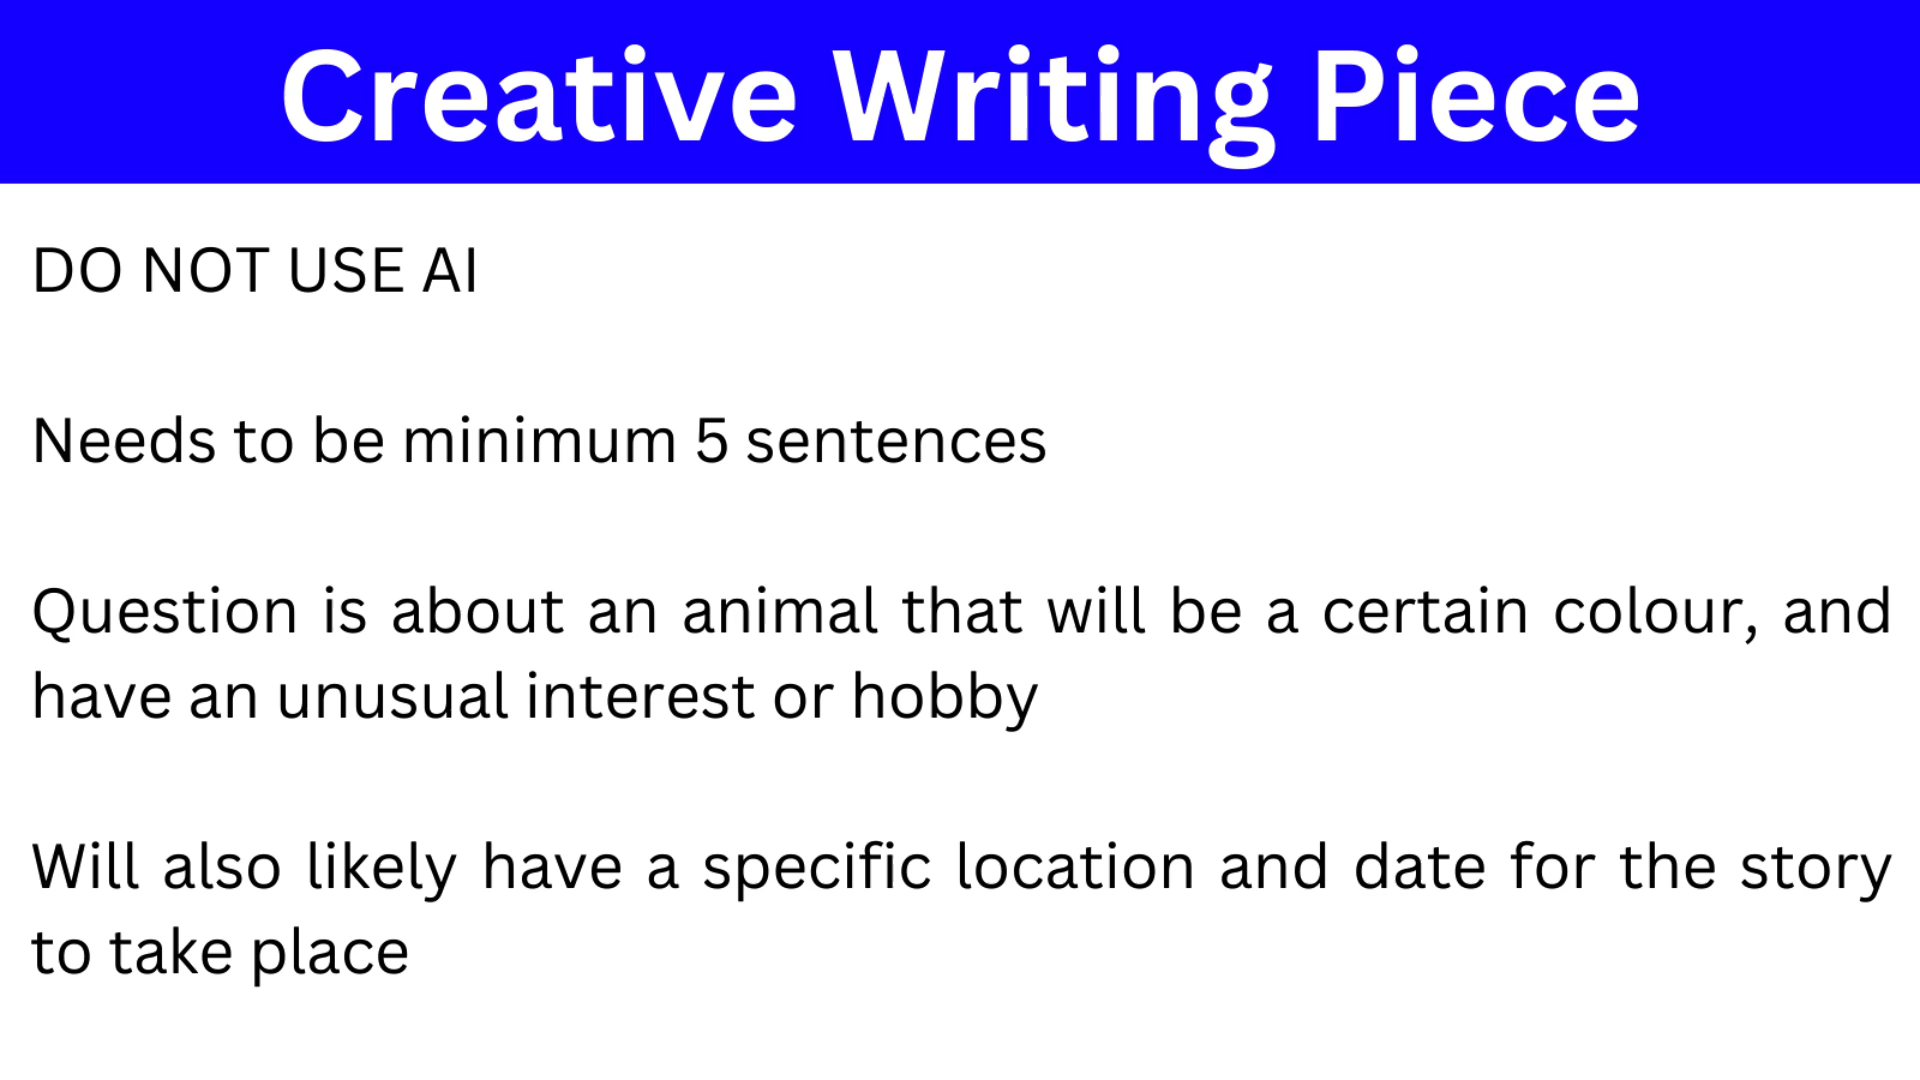 Creative Writing Piece
DO NOT USE AI
Needs to be minimum 5 sentences
Question is about an animal that will be a certain colour, and
have an unusual interest or hobby
Will also likely have a specific location and date for the story
to take place